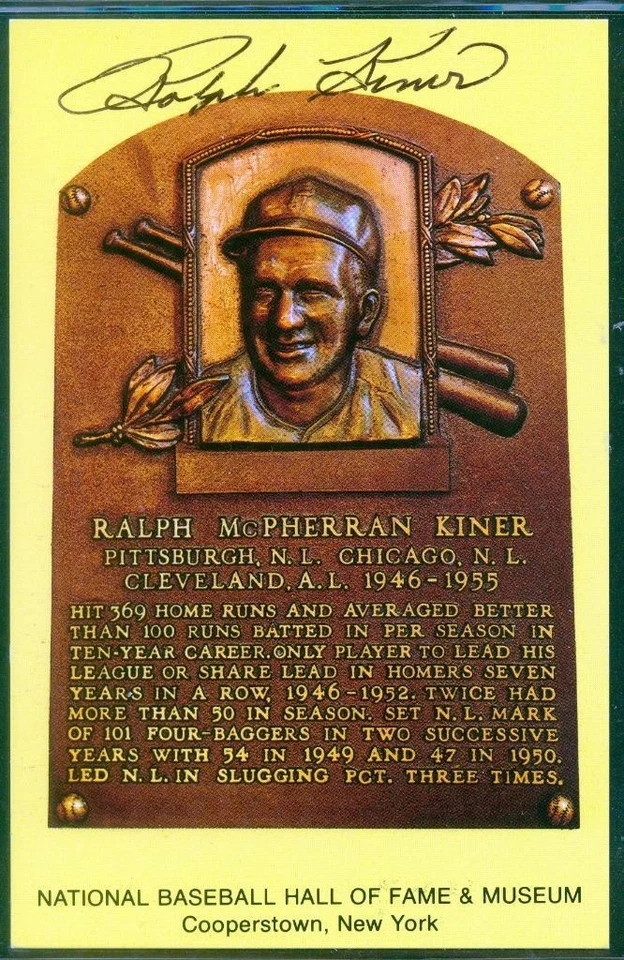 Ralph Kiner
RALPH McPHERRAN KINER
PITTSBURGH, N.L. CHICAGO, N.L.
CLEVELAND, A.L. 1946-1955
HIT 369 HOME RUNS AND AVERAGED BETTER
THAN 100 RUNS BATTED IN PER SEASON IN
TEN-YEAR CAREER. ONLY PLAYER TO LEAD HIS
LEAGUE OR SHARE LEAD IN HOMERS SEVEN
YEARS IN A ROW, 1946-1952. TWICE HAD
MORE THAN 50 IN SEASON. SET N.L. MARK
OF 101 FOUR-BAGGERS IN TWO SUCCESSIVE
YEARS WITH 54 IN 1949 AND 47 IN 1950.
LED N.L. IN SLUGGING PCT. THREE TIMES.
NATIONAL BASEBALL HALL OF FAME & MUSEUM
Cooperstown, New York